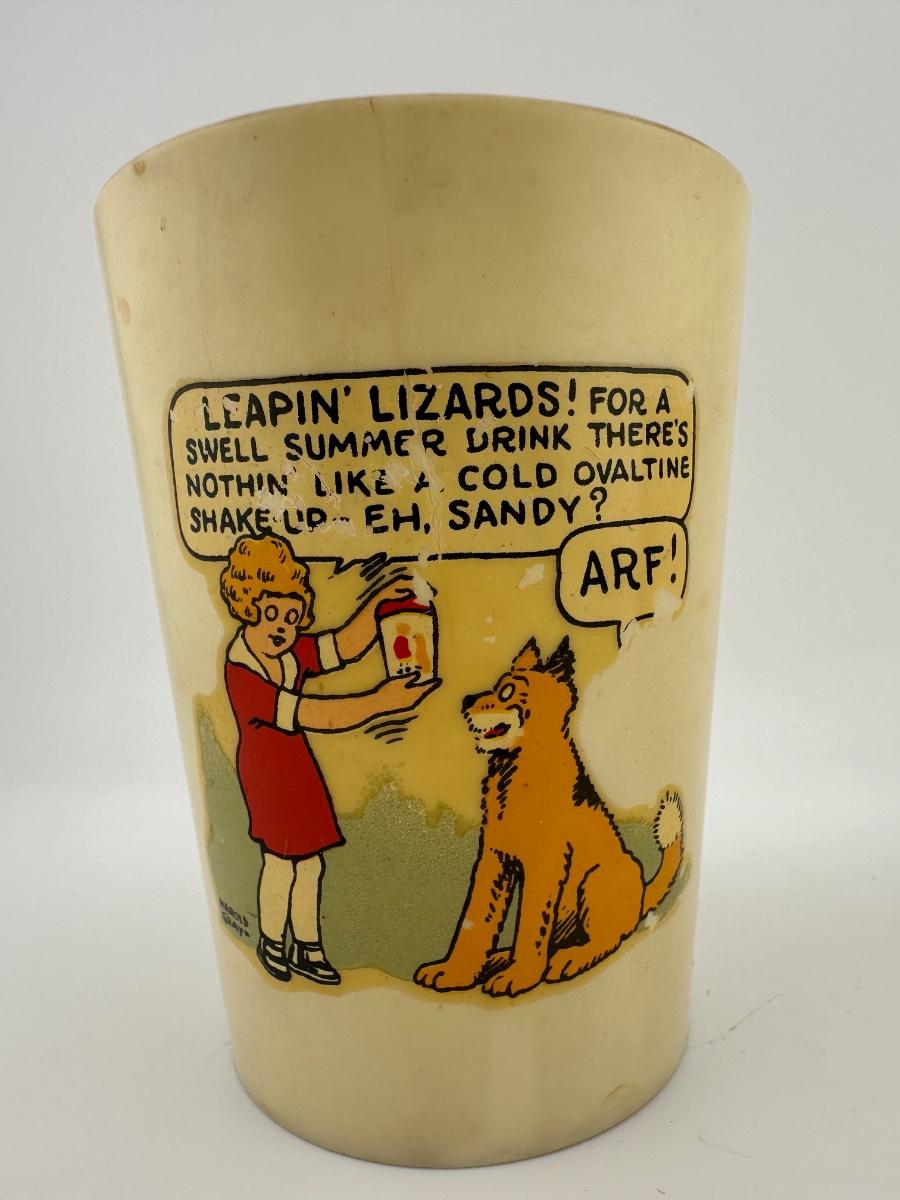 LEAPIN' LIZARDS! FOR A
SWELL SUMMER DRINK THERE'S
NOTHIN' LIKE A COLD OVALTINE
SHAKE-UP- EH, SANDY?
ARF!
HAROLD
GRAY